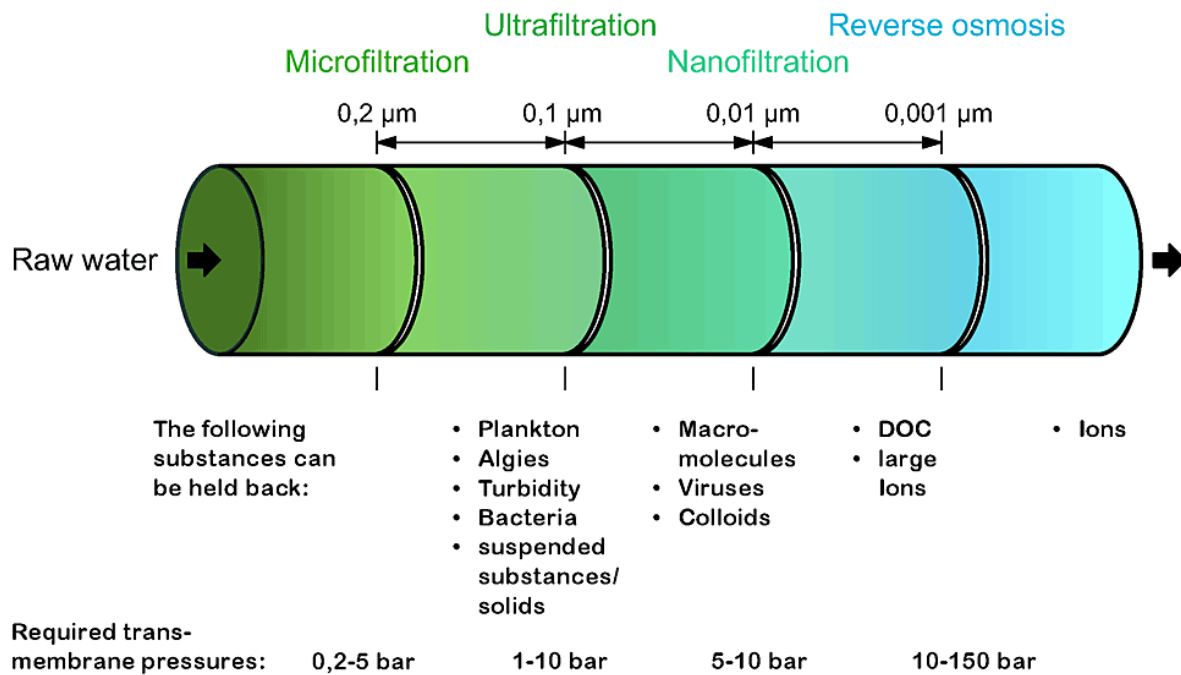 Ultrafiltration
Reverse osmosis
Microfiltration
Nanofiltration
0,2 µm
0,1 µm
0,01 µm
0,001 µm
Raw water
The following
substances can
be held back:
• Plankton
• Algies
• Turbidity
• Bacteria
• suspended
substances/
solids
• Macro-
molecules
• Viruses
• Colloids
• DOC
• large
Ions
• Ions
Required trans-
membrane pressures:
0,2-5 bar
1-10 bar
5-10 bar
10-150 bar